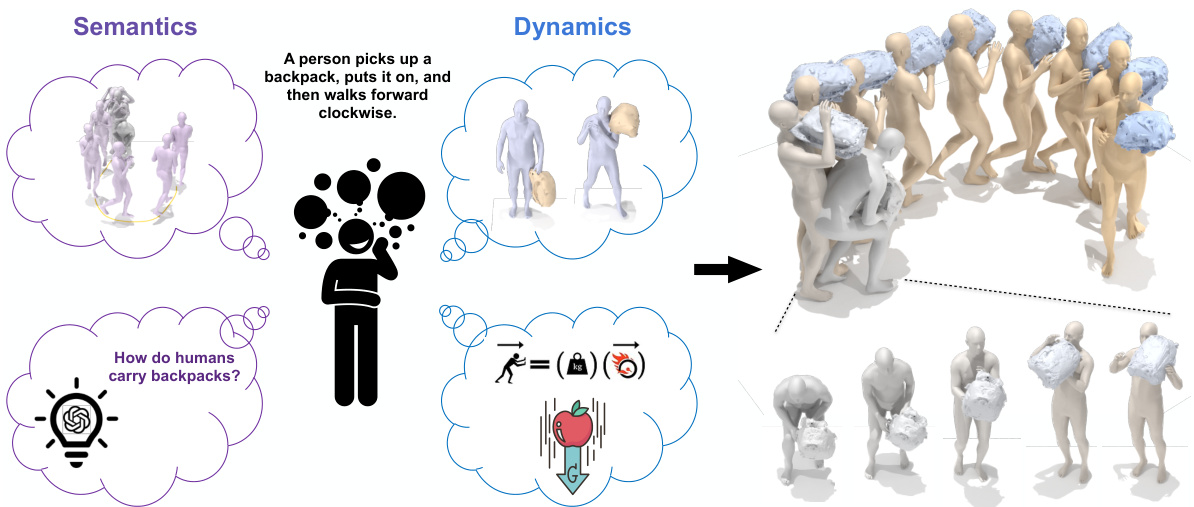 Semantics
Dynamics
A person picks up a
backpack, puts it on, and
then walks forward
clockwise.
How do humans
carry backpacks?
= ( kg ) ( )
G